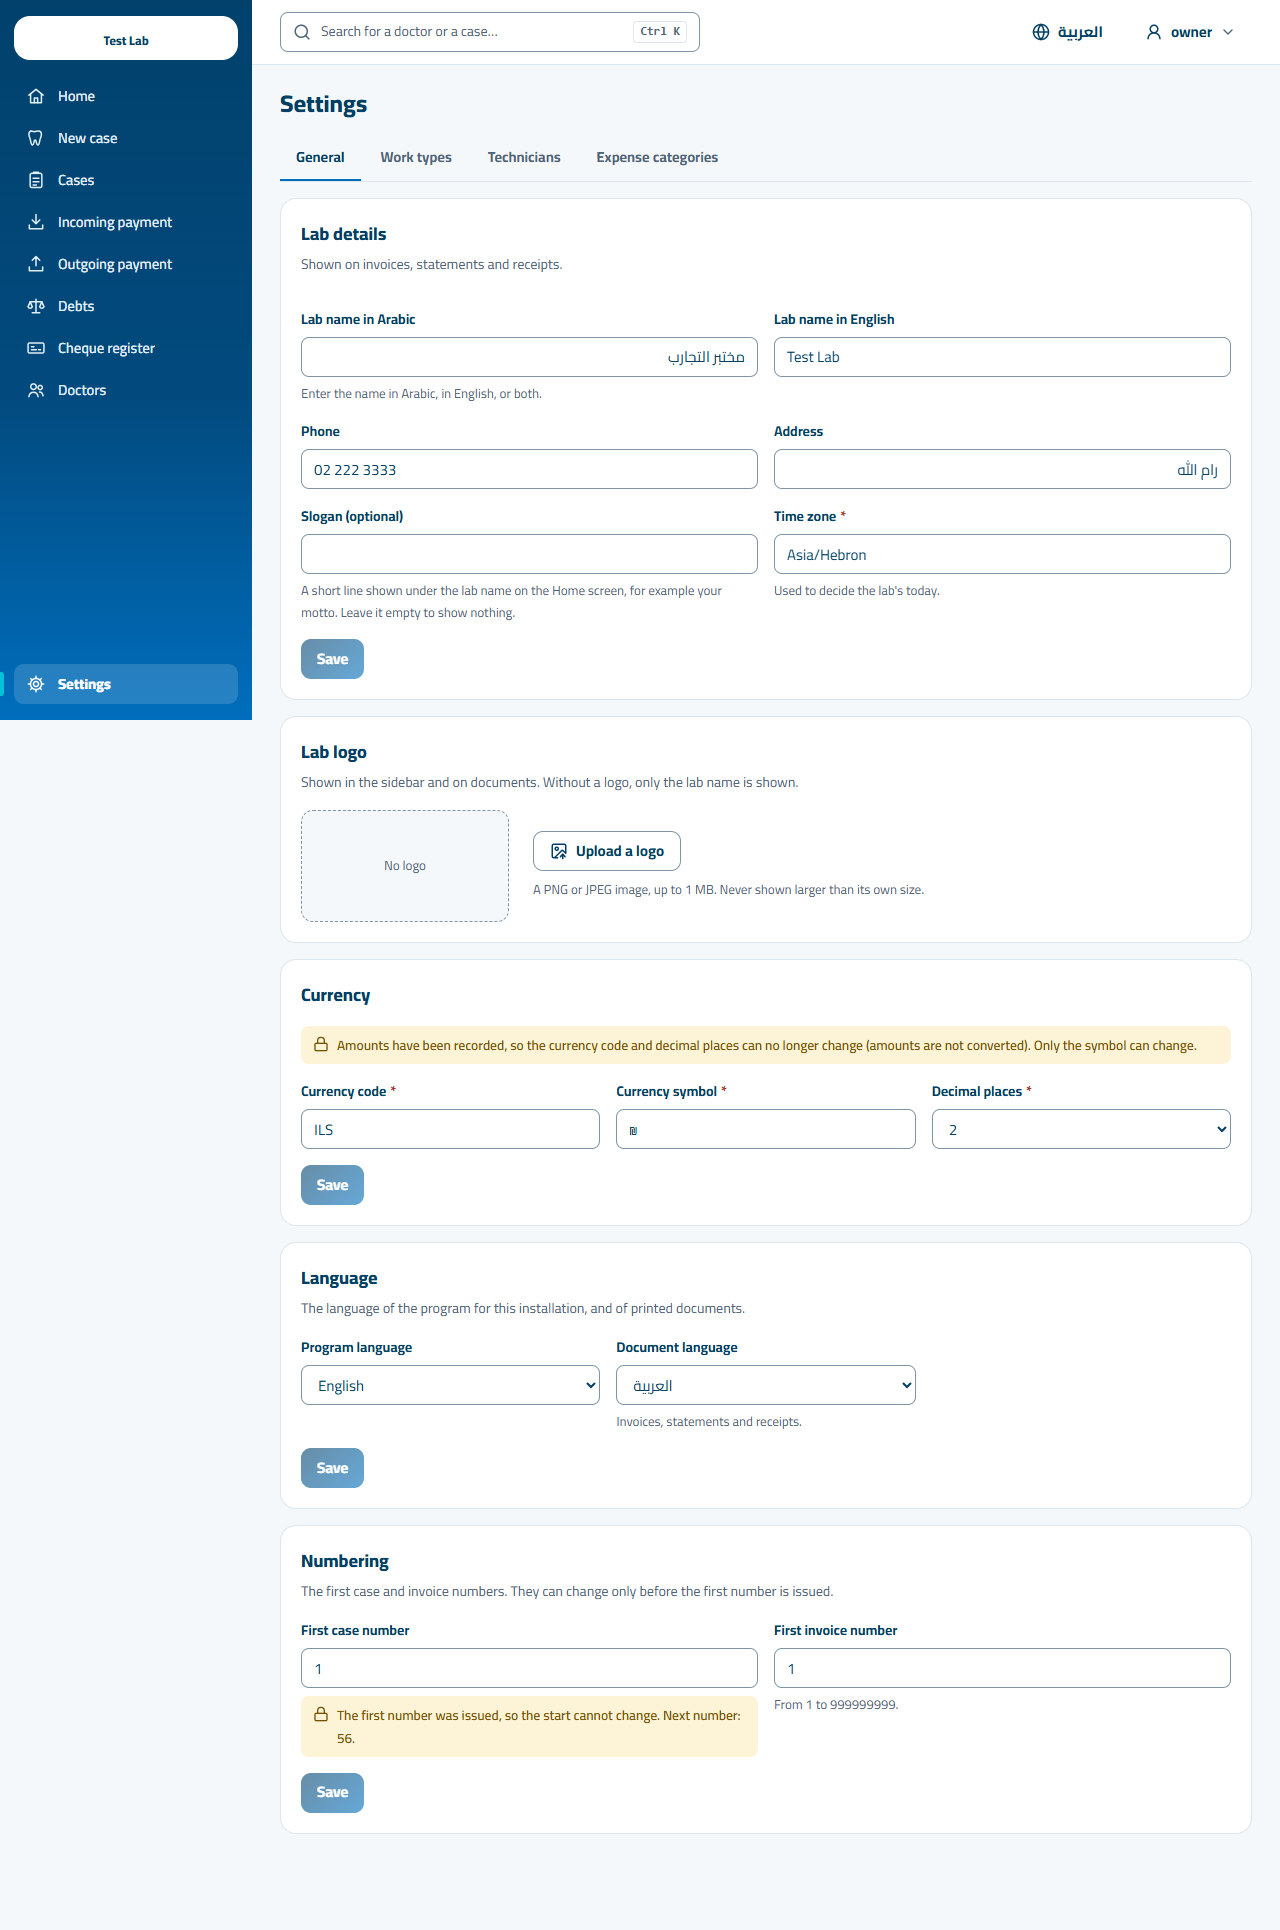 Test Lab
Search for a doctor or a case...
Ctrl K
العربية
owner
Home
New case
Cases
Incoming payment
Outgoing payment
Debts
Cheque register
Doctors
Settings
Settings
General
Work types
Technicians
Expense categories
Lab details
Shown on invoices, statements and receipts.
Lab name in Arabic
Lab name in English
مختبر التجارب
Test Lab
Enter the name in Arabic, in English, or both.
Phone
Address
02 222 3333
رام الله
Slogan (optional)
Time zone *
Asia/Hebron
A short line shown under the lab name on the Home screen, for example your
motto. Leave it empty to show nothing.
Used to decide the lab's today.
Save
Lab logo
Shown in the sidebar and on documents. Without a logo, only the lab name is shown.
No logo
Upload a logo
A PNG or JPEG image, up to 1 MB. Never shown larger than its own size.
Currency
Amounts have been recorded, so the currency code and decimal places can no longer change (amounts are not converted). Only the symbol can change.
Currency code *
Currency symbol *
Decimal places *
ILS
₪
2
Save
Language
The language of the program for this installation, and of printed documents.
Program language
Document language
English
العربية
Invoices, statements and receipts.
Save
Numbering
The first case and invoice numbers. They can change only before the first number is issued.
First case number
First invoice number
1
1
The first number was issued, so the start cannot change. Next number:
56.
From 1 to 999999999.
Save